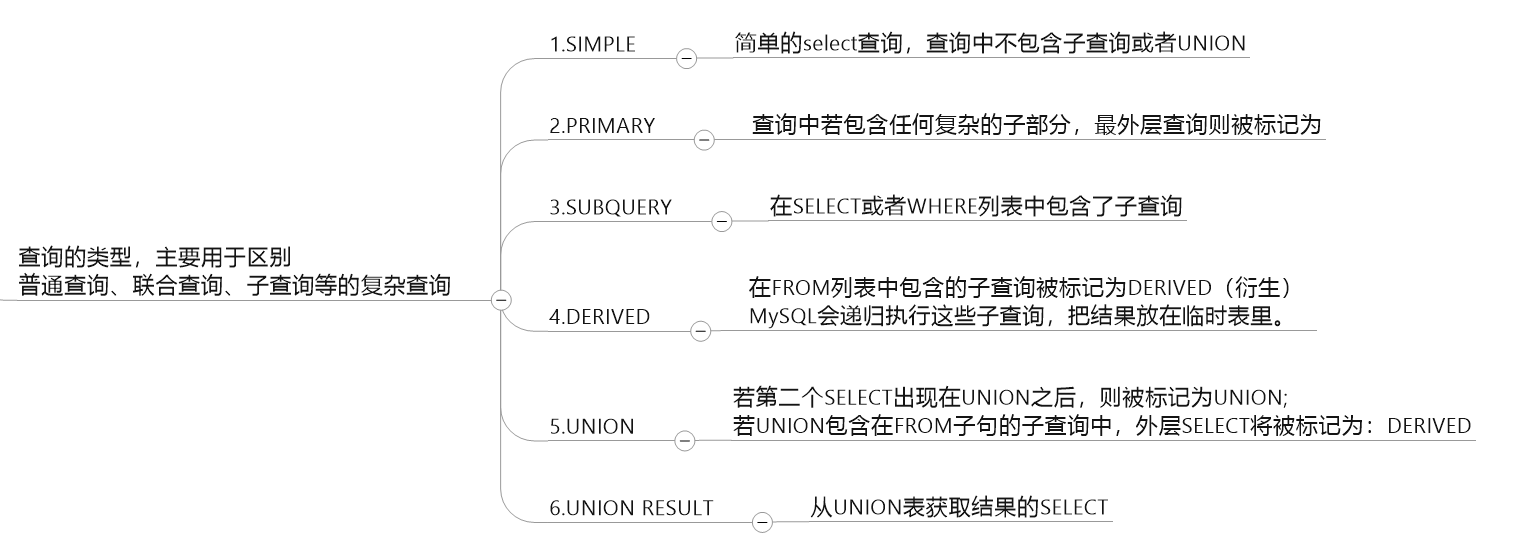 查询的类型，主要用于区别
普通查询、联合查询、子查询等的复杂查询
1.SIMPLE
简单的select查询，查询中不包含子查询或者UNION
2.PRIMARY
查询中若包含任何复杂的子部分，最外层查询则被标记为
3.SUBQUERY
在SELECT或者WHERE列表中包含了子查询
4.DERIVED
在FROM列表中包含的子查询被标记为DERIVED（衍生）
MySQL会递归执行这些子查询，把结果放在临时表里。
5.UNION
若第二个SELECT出现在UNION之后，则被标记为UNION;
若UNION包含在FROM子句的子查询中，外层SELECT将被标记为：DERIVED
6.UNION RESULT
从UNION表获取结果的SELECT